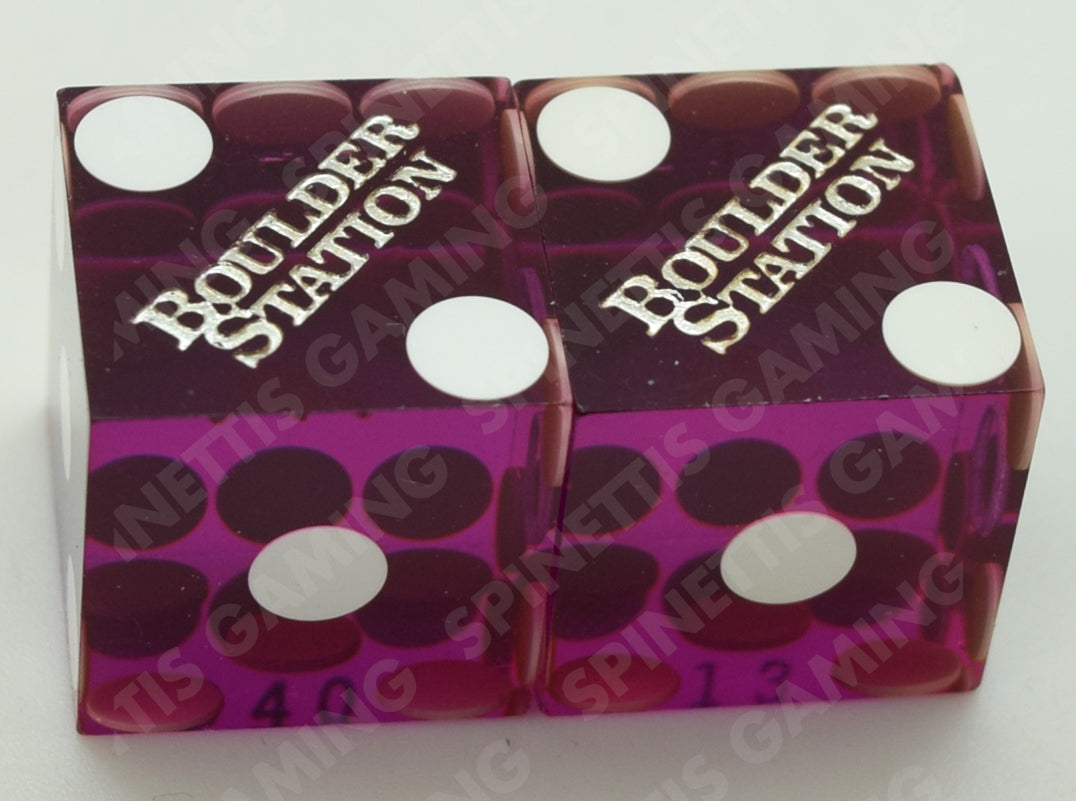 BOULDER
STATION
BOULDER
STATION
40
13
SPINETTIS GAMING